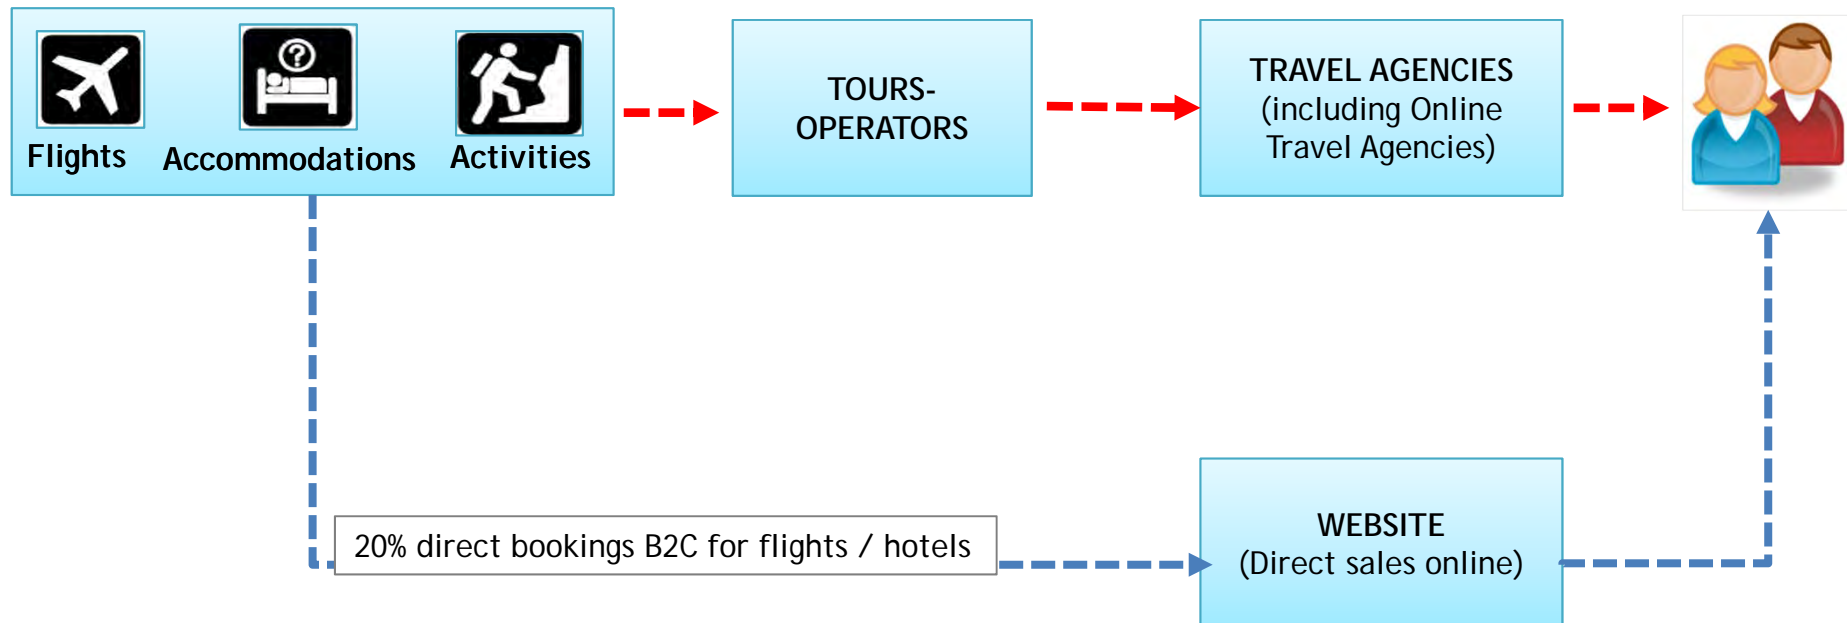 Flights
Accommodations
Activities
TOURS-
OPERATORS
TRAVEL AGENCIES
(including Online
Travel Agencies)
?
20% direct bookings B2C for flights / hotels
WEBSITE
(Direct sales online)